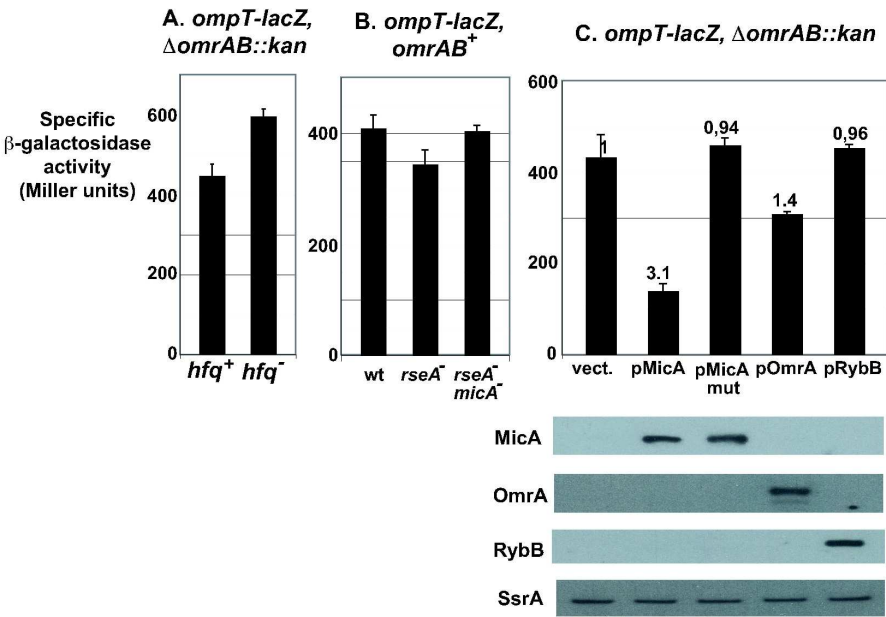 A. ompT-lacZ,
ΔomrAB::kan
B. ompT-lacZ,
omrAB+
C. ompT-lacZ, ΔomrAB::kan
Specific
β-galactosidase
activity
(Miller units)
600
400
200
0
hfq+ hfq-
400
200
0
wt rseA- rseA-
micA-
600
400
200
0
1
3.1
0,94
1.4
0,96
vect. pMicA pMicA pOmrA pRybB
mut
MicA
OmrA
RybB
SsrA